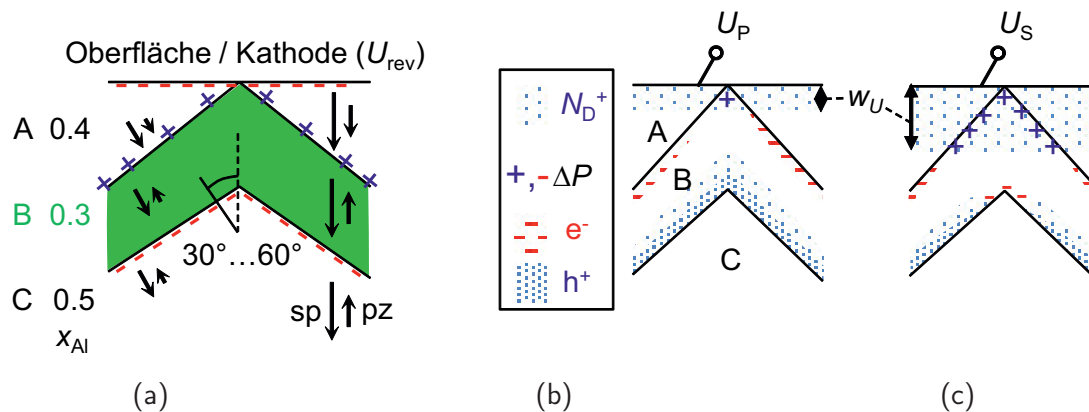 Oberfläche / Kathode (U_rev)
A 0.4
B 0.3
30°…60°
C 0.5
x_Al
sp pz
(a)
N_D^+
+,- ΔP
e^-
h^+
U_P
A
B
C
(b)
w_U
U_S
(c)